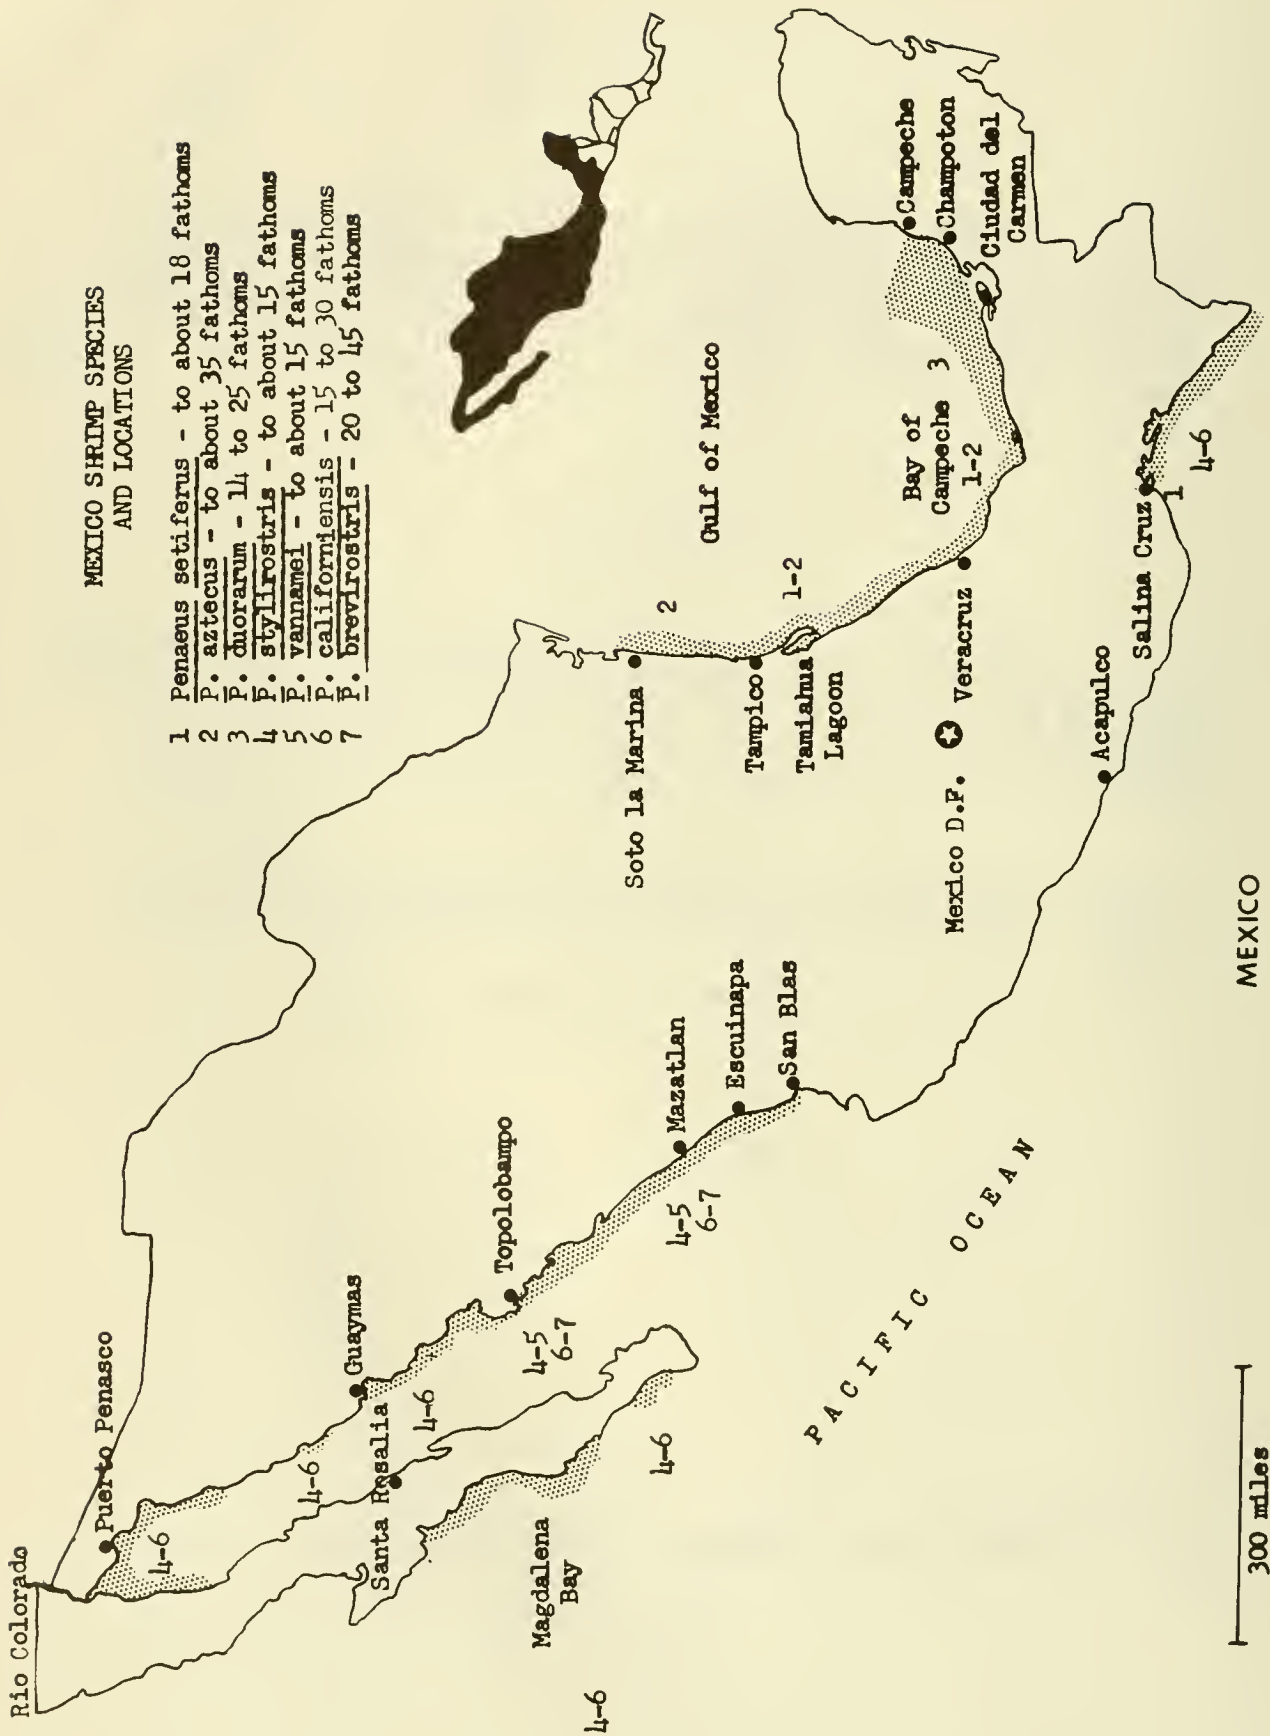 MEXICO SHRIMP SPECIES
AND LOCATIONS
1 Penaeus setiferus - to about 18 fathoms
2 P. aztecus - to about 35 fathoms
3 P. duorarum - 14 to 25 fathoms
4 P. stylirostris - to about 15 fathoms
5 P. vannamei - to about 15 fathoms
6 P. californiensis - 15 to 30 fathoms
7 P. brevirostris - 20 to 45 fathoms
Rio Colorado
Puerto Penasco
4-6
4-6
Guaymas
Santa Rosalia
4-6
Topolobampo
4-5
6-7
Magdalena
Bay
4-6
4-6
Mazatlan
4-5
6-7
Escuinapa
San Blas
PACIFIC OCEAN
Soto la Marina
2
Tampico
1-2
Tamiahua
Lagoon
Gulf of Mexico
Mexico D.F.
Veracruz
Bay of
Campeche
3
1-2
Campeche
Champoton
Ciudad del
Carmen
Acapulco
Salina Cruz
1
4-6
MEXICO
300 miles